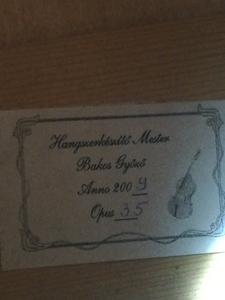 Hangszerkészítő Mester
Bakos Győző
Anno 2009
Opus 35